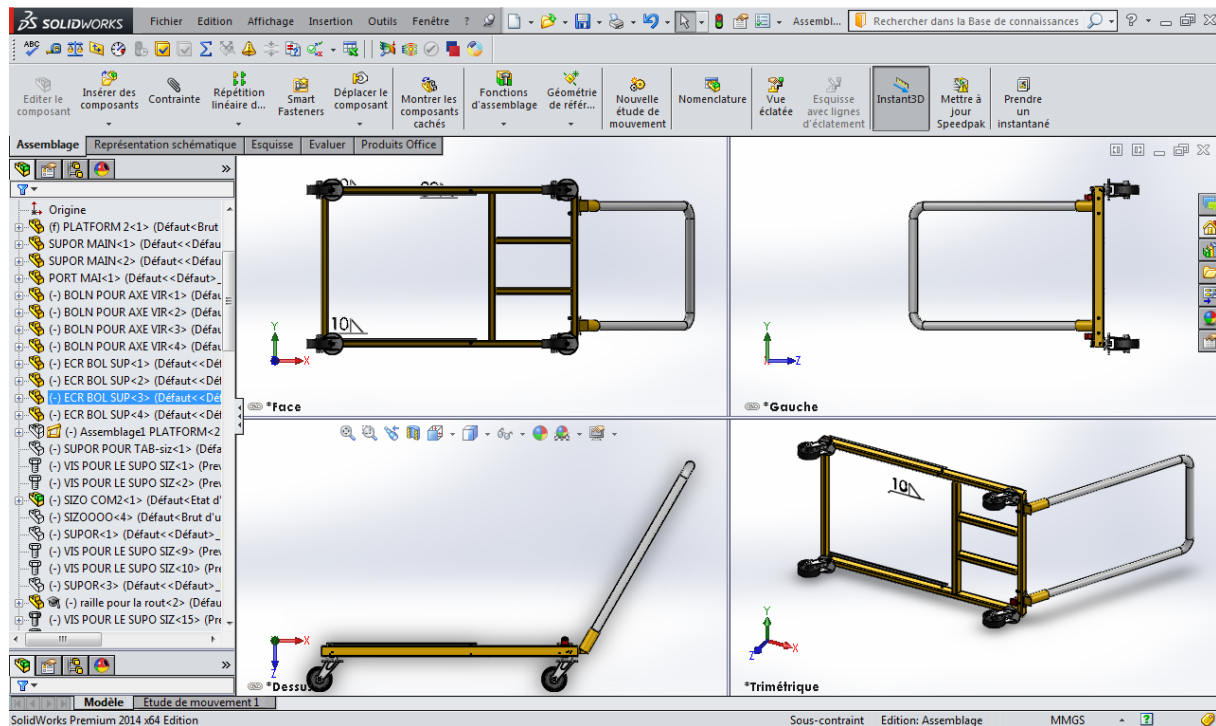 SOLIDWORKS Fichier Edition Affichage Insertion Outils Fenêtre ? Assembl... Rechercher dans la Base de connaissances ?
ABC
Editer le composant
Insérer des composants
Contrainte
Répétition linéaire d...
Smart Fasteners
Déplacer le composant
Montrer les composants cachés
Fonctions d'assemblage
Géométrie de référ...
Nouvelle étude de mouvement
Nomenclature
Vue éclatée
Esquisse avec lignes d'éclatement
Instant3D
Mettre à jour Speedpak
Prendre un instantané
Assemblage Représentation schématique Esquisse Evaluer Produits Office
Origine
(f) PLATFORM 2<1> (Défaut<Brut
SUPOR MAIN<1> (Défaut<<Défau
SUPOR MAIN<2> (Défaut<<Défau
PORT MAI<1> (Défaut<<Défaut>_
(-) BOLN POUR AXE VIR<1> (Défau
(-) BOLN POUR AXE VIR<2> (Défau
(-) BOLN POUR AXE VIR<3> (Défau
(-) BOLN POUR AXE VIR<4> (Défau
(-) ECR BOL SUP<1> (Défaut<<Déf
(-) ECR BOL SUP<2> (Défaut<<Déf
(-) ECR BOL SUP<3> (Défaut<<Déf
(-) ECR BOL SUP<4> (Défaut<<Déf
(-) Assemblage1 PLATFORM<2
(-) SUPOR POUR TAB-siz<1> (Défa
(-) VIS POUR LE SUPO SIZ<1> (Prev
(-) VIS POUR LE SUPO SIZ<2> (Prev
(-) SIZO COM2<1> (Défaut<Etat d'
(-) SIZOOOO<4> (Défaut<Brut d'u
(-) SUPOR<1> (Défaut<<Défaut>_
(-) VIS POUR LE SUPO SIZ<9> (Prev
(-) VIS POUR LE SUPO SIZ<10> (Pre
(-) SUPOR<3> (Défaut<<Défaut>_
(-) raille pour la rout<2> (Défau
(-) VIS POUR LE SUPO SIZ<15> (Pre
10
Y
X
*Face
Y
Z
*Gauche
X
Z
*Dessus
10
Y
X
Z
*Trimétrique
Modèle Etude de mouvement 1
SolidWorks Premium 2014 x64 Edition Sous-contraint Edition: Assemblage MMGS ?